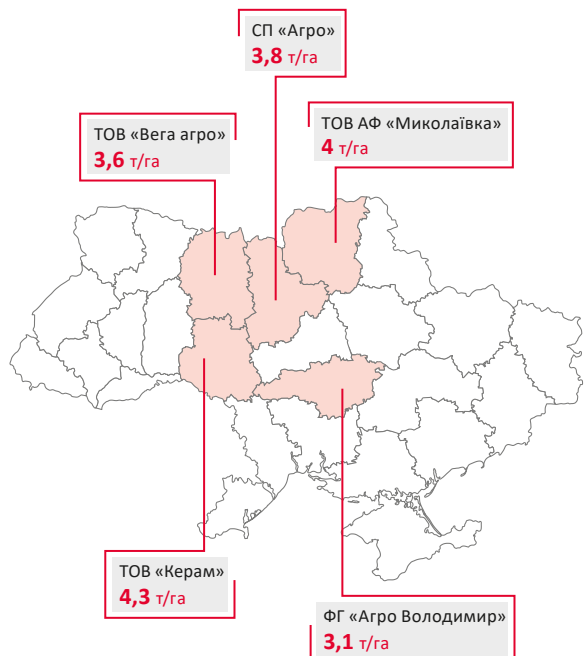 СП «Агро»
3,8 т/га
ТОВ «Вега агро»
3,6 т/га
ТОВ АФ «Миколаївка»
4 т/га
ТОВ «Керам»
4,3 т/га
ФГ «Агро Володимир»
3,1 т/га